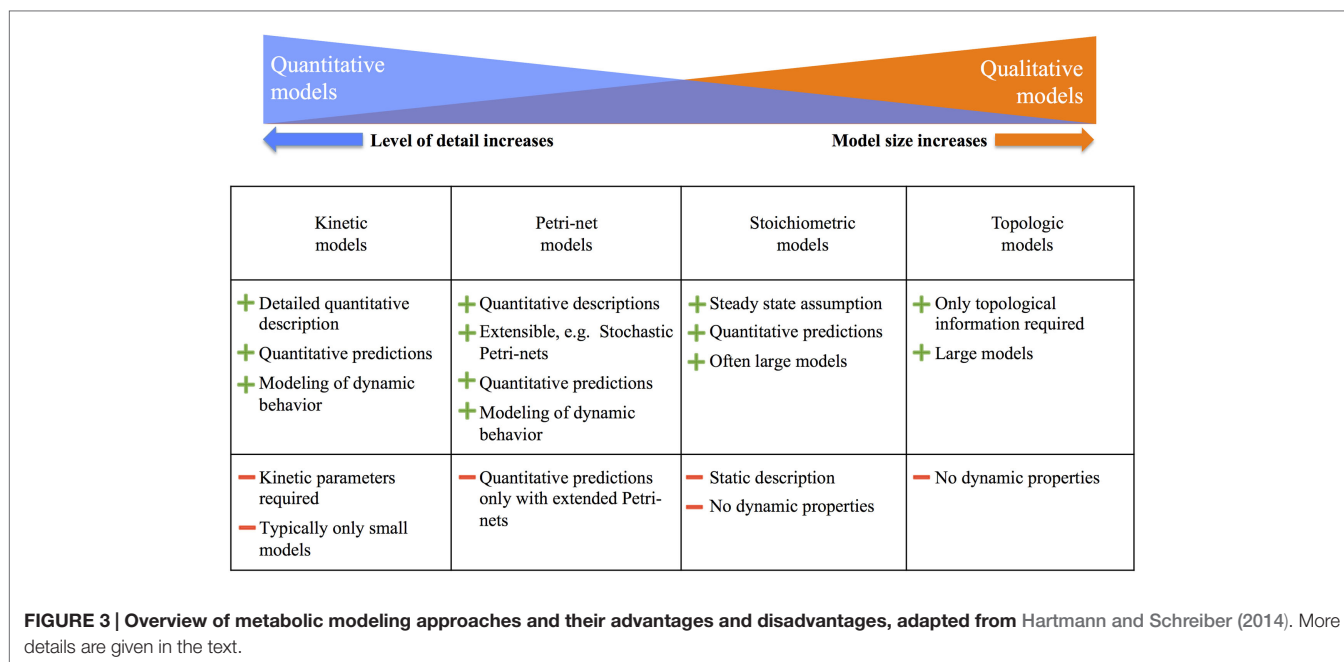 Quantitative
models
Qualitative
models
Level of detail increases
Model size increases
Kinetic
models
Petri-net
models
Stoichiometric
models
Topologic
models
+ Detailed quantitative
description
+ Quantitative predictions
+ Modeling of dynamic
behavior
+ Quantitative descriptions
+ Extensible, e.g. Stochastic
Petri-nets
+ Quantitative predictions
+ Modeling of dynamic
behavior
+ Steady state assumption
+ Quantitative predictions
+ Often large models
+ Only topological
information required
+ Large models
− Kinetic parameters
required
− Typically only small
models
− Quantitative predictions
only with extended Petri-
nets
− Static description
− No dynamic properties
− No dynamic properties
FIGURE 3 | Overview of metabolic modeling approaches and their advantages and disadvantages, adapted from Hartmann and Schreiber (2014). More
details are given in the text.